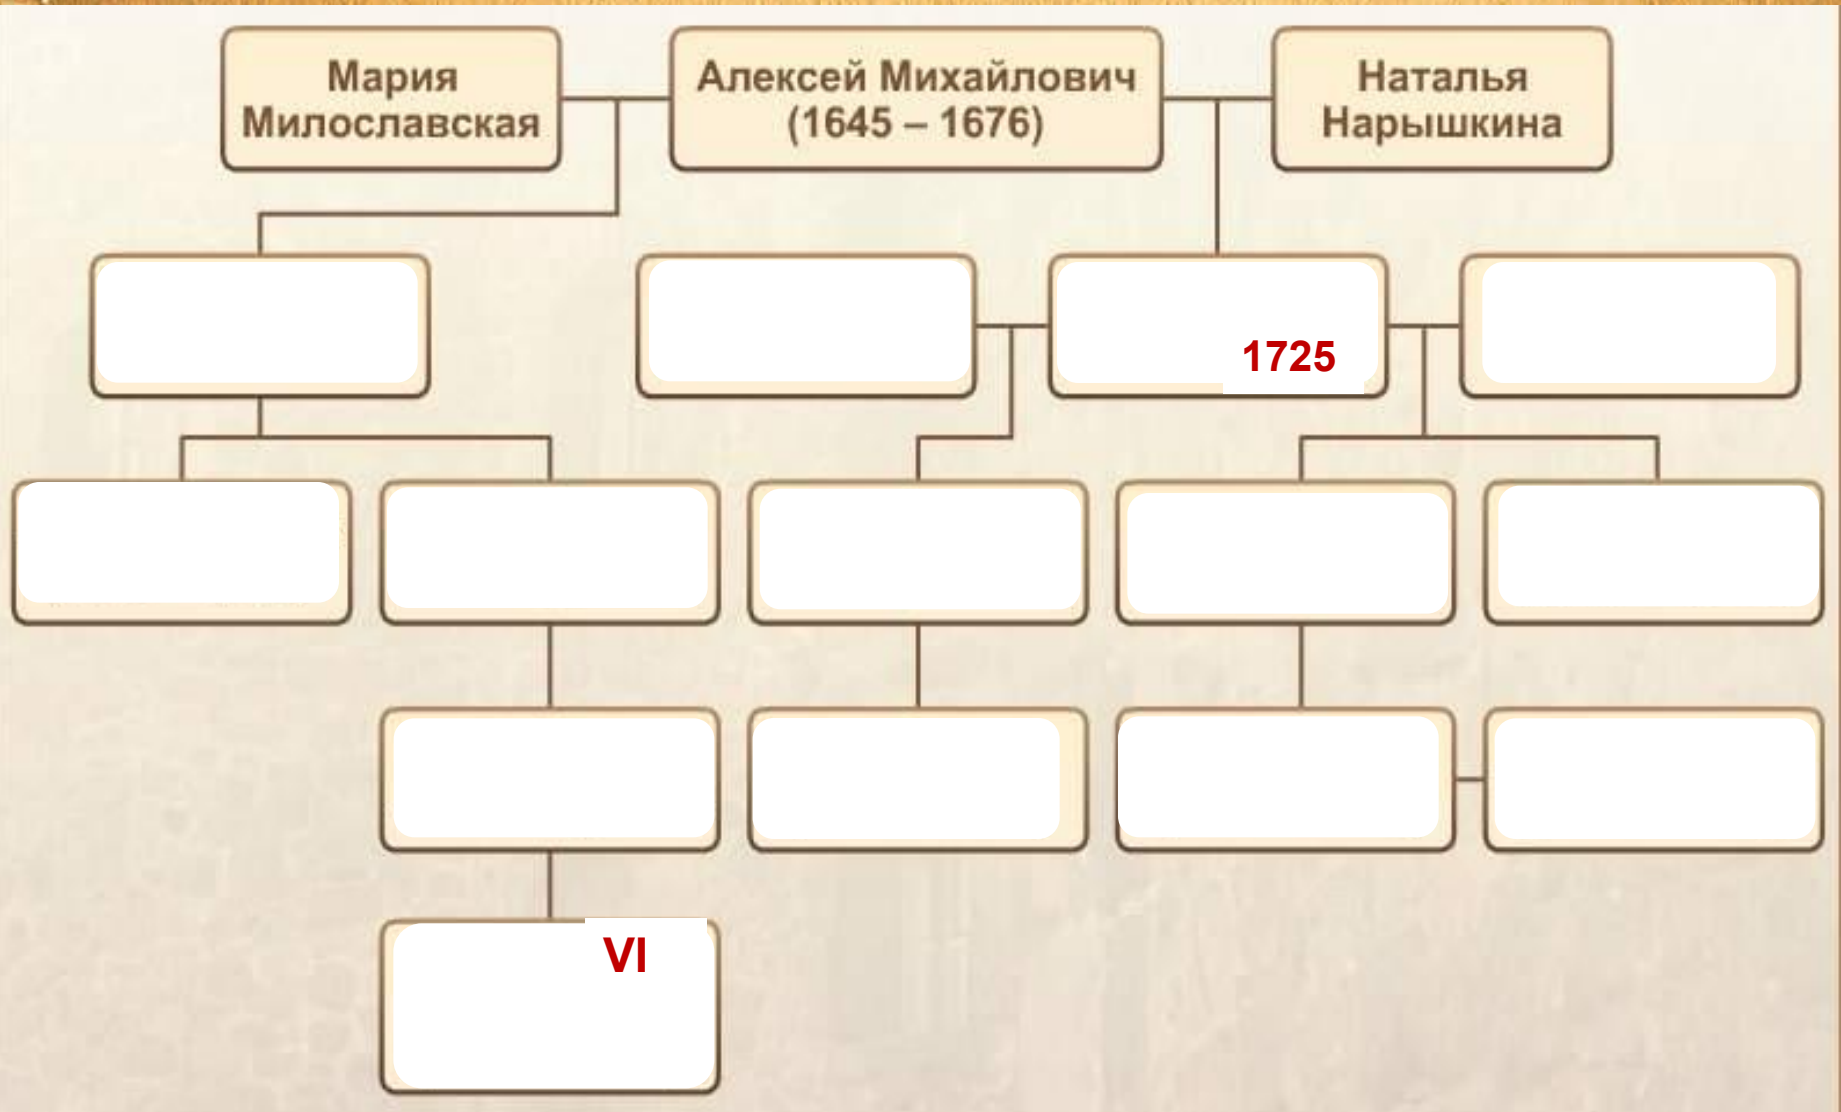 Мария
Милославская
Алексей Михайлович
(1645 – 1676)
Наталья
Нарышкина
1725
VI